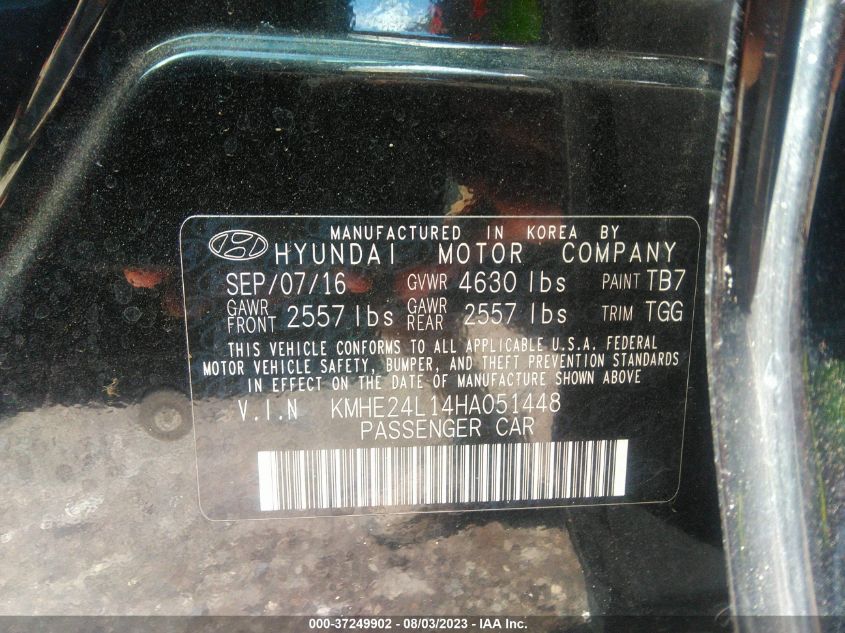 MANUFACTURED IN KOREA BY
HYUNDAI MOTOR COMPANY
SEP/07/16 GVWR 4630 lbs PAINT TB7
GAWR FRONT 2557 lbs GAWR REAR 2557 lbs TRIM TGG
THIS VEHICLE CONFORMS TO ALL APPLICABLE U.S.A. FEDERAL
MOTOR VEHICLE SAFETY, BUMPER, AND THEFT PREVENTION STANDARDS
IN EFFECT ON THE DATE OF MANUFACTURE SHOWN ABOVE
V.I.N KMHE24L14HA051448
PASSENGER CAR
000-37249902 - 08/03/2023 - IAA Inc.